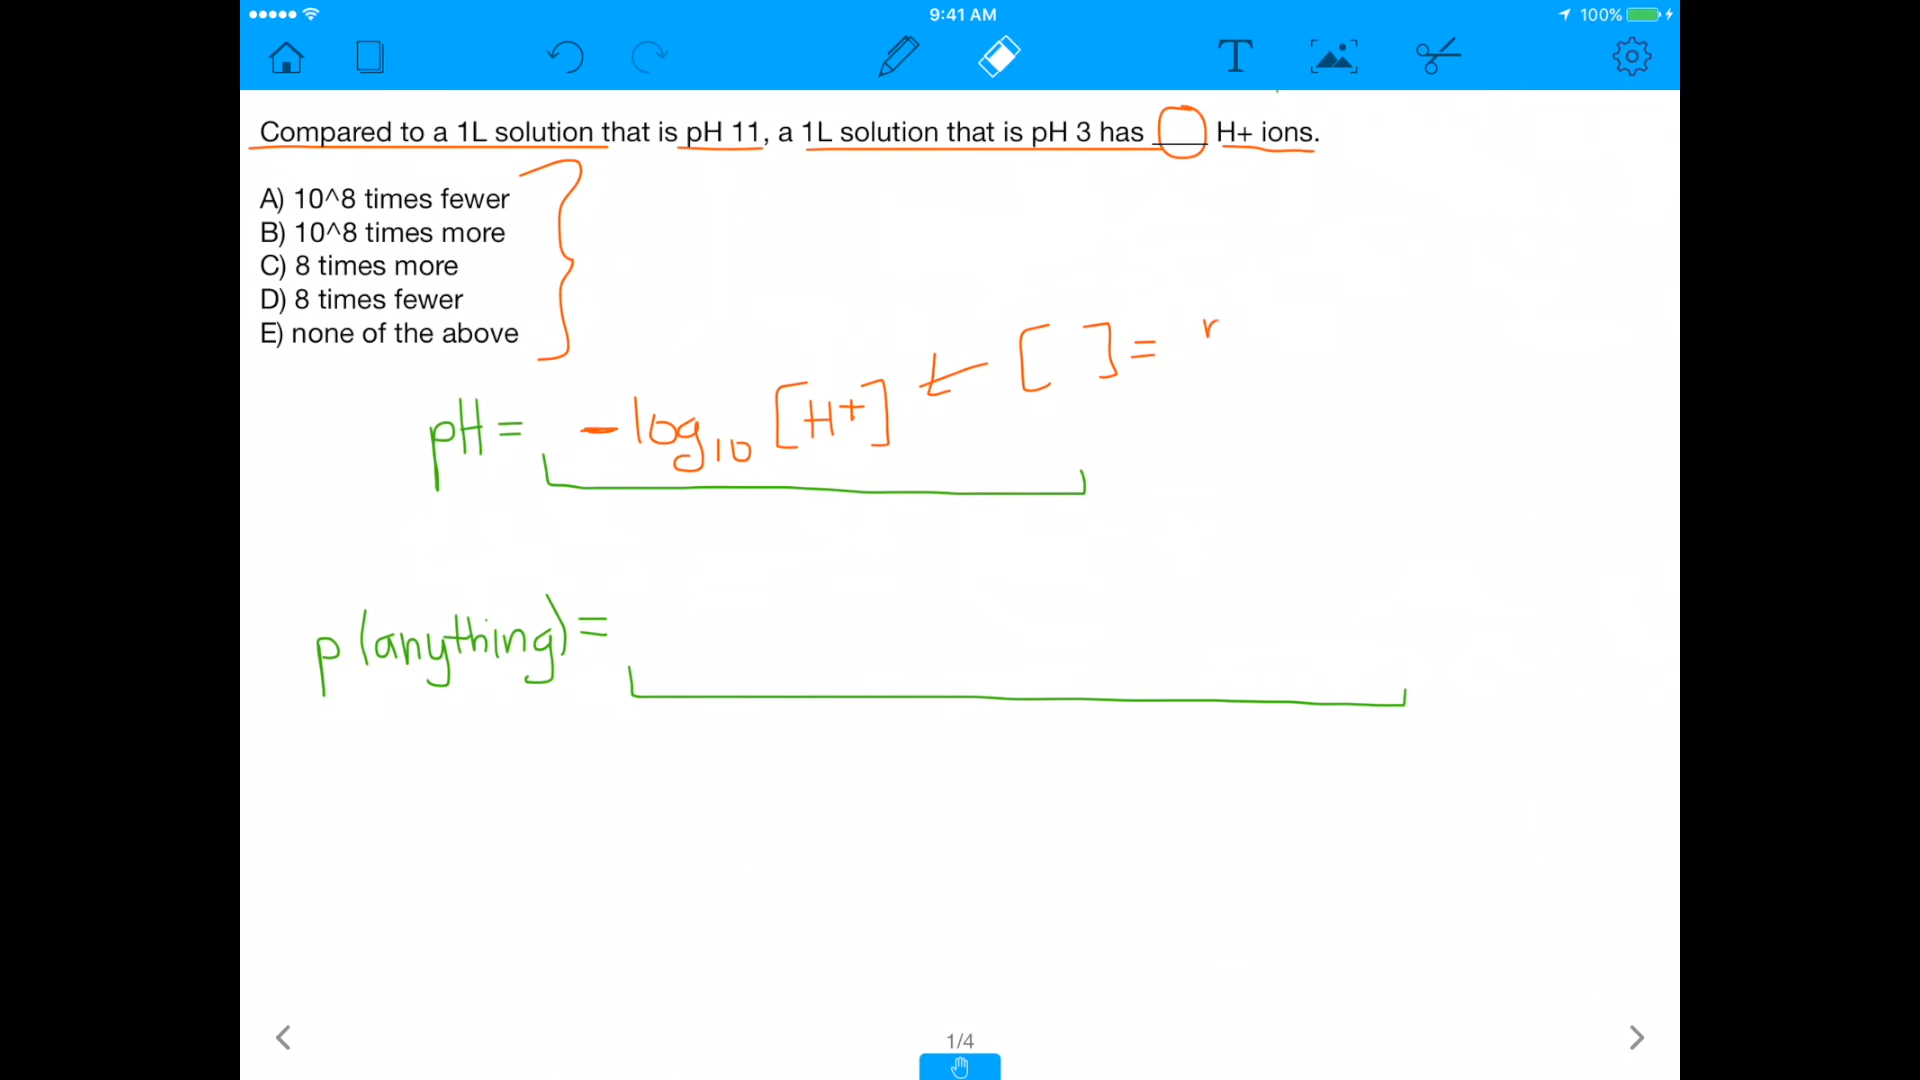 9:41 AM
100%
T
Compared to a 1L solution that is pH 11, a 1L solution that is pH 3 has ____ H+ ions.
A) 10^8 times fewer
B) 10^8 times more
C) 8 times more
D) 8 times fewer
E) none of the above
[ ] = r
pH = -log10 [H+]
p(anything) =
1/4